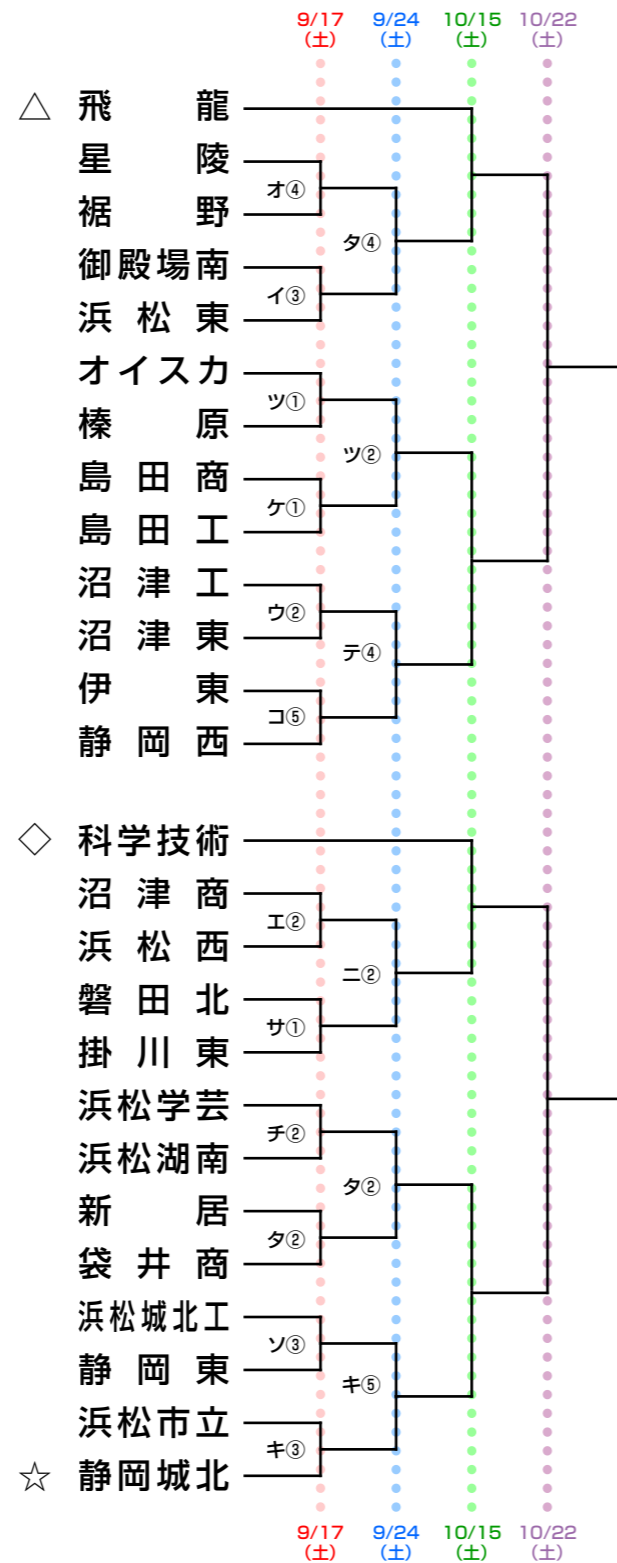 9/17 9/24 10/15 10/22
(土) (土) (土) (土)
△ 飛龍
星陵
オ④
裾野
タ④
御殿場南
イ③
浜松東
オイスカ
ツ①
榛原
ツ②
島田商
ケ①
島田工
沼津工
ウ②
沼津東
テ④
伊東
コ⑤
静岡西
◇ 科学技術
沼津商
エ②
浜松西
ニ②
磐田北
サ①
掛川東
浜松学芸
チ②
浜松湖南
タ②
新居
タ②
袋井商
浜松城北工
ソ③
静岡東
キ⑤
浜松市立
キ③
☆ 静岡城北
9/17 9/24 10/15 10/22
(土) (土) (土) (土)